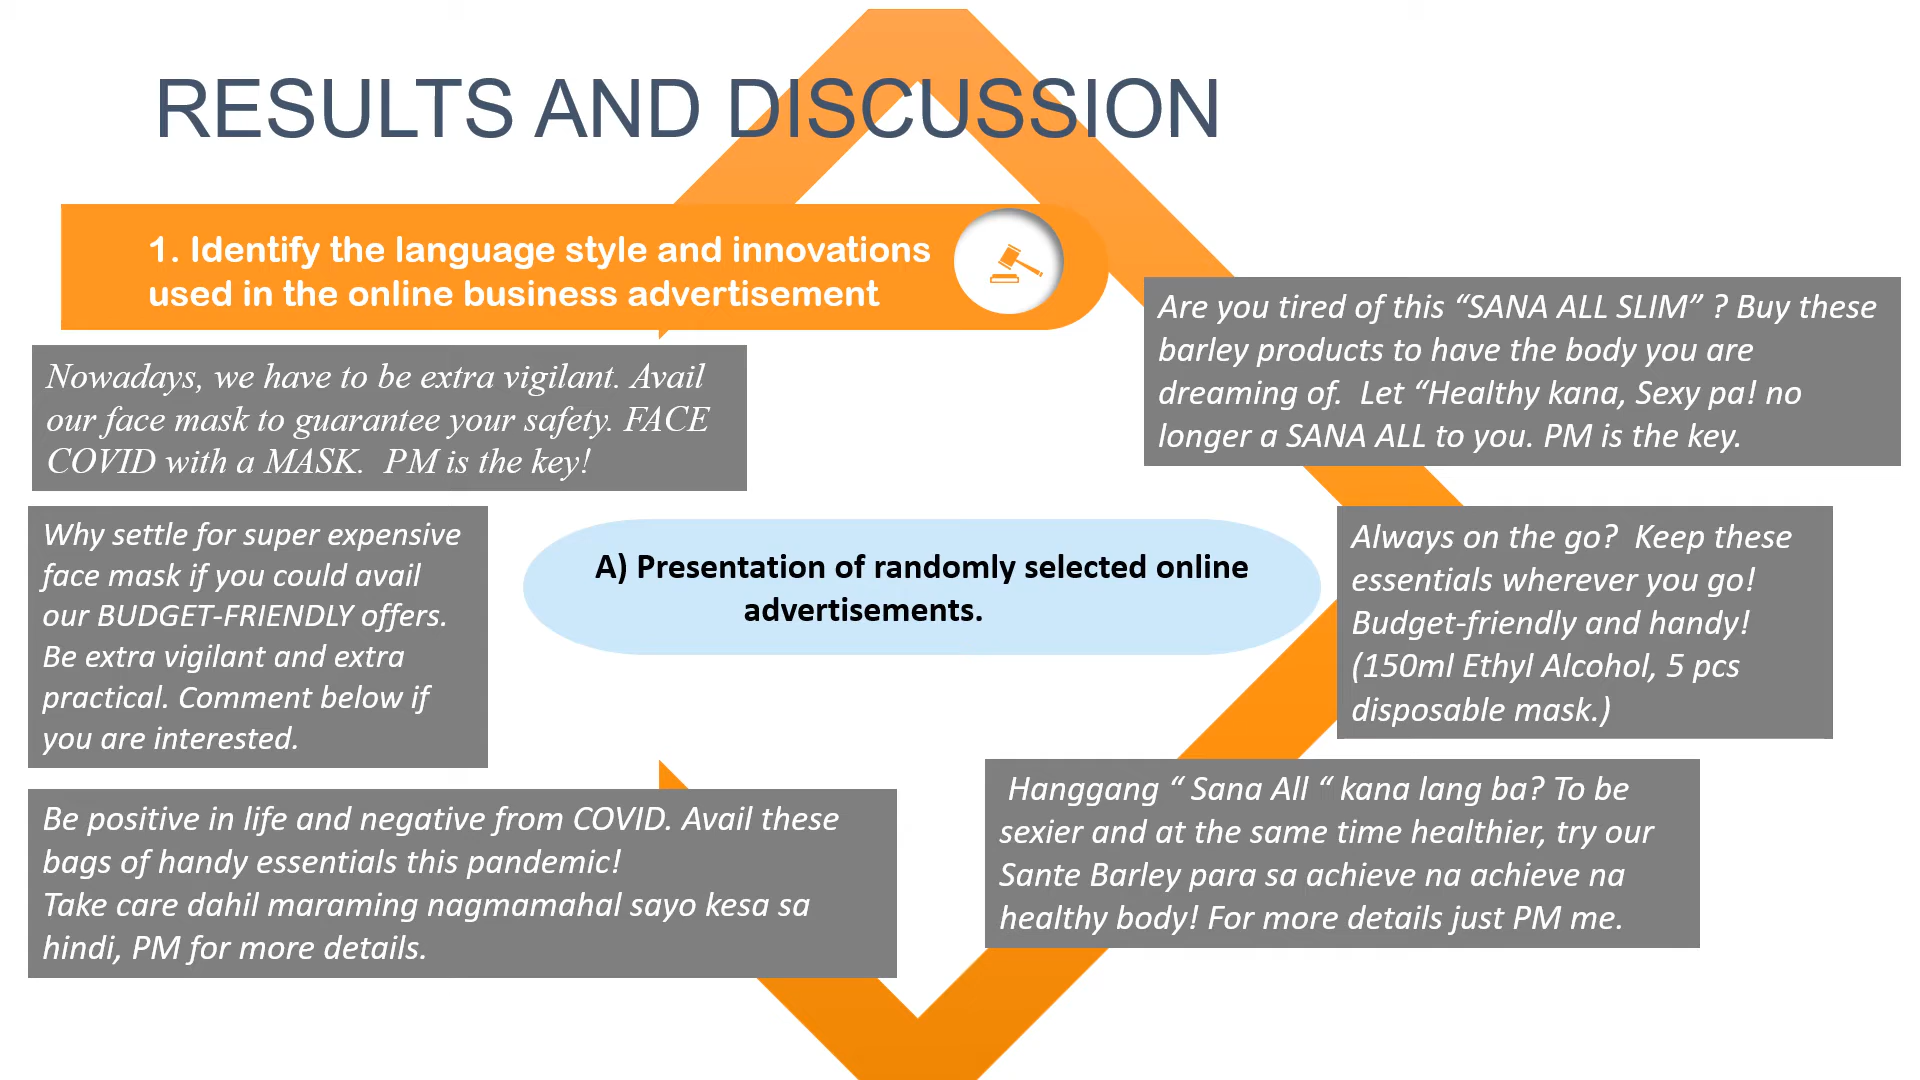 RESULTS AND DISCUSSION
1. Identify the language style and innovations
used in the online business advertisement
Nowadays, we have to be extra vigilant. Avail
our face mask to guarantee your safety. FACE
COVID with a MASK.  PM is the key!
Are you tired of this “SANA ALL SLIM” ? Buy these
barley products to have the body you are
dreaming of.  Let “Healthy kana, Sexy pa! no
longer a SANA ALL to you. PM is the key.
Why settle for super expensive
face mask if you could avail
our BUDGET-FRIENDLY offers.
Be extra vigilant and extra
practical. Comment below if
you are interested.
A) Presentation of randomly selected online
advertisements.
Always on the go?  Keep these
essentials wherever you go!
Budget-friendly and handy!
(150ml Ethyl Alcohol, 5 pcs
disposable mask.)
Be positive in life and negative from COVID. Avail these
bags of handy essentials this pandemic!
Take care dahil maraming nagmamahal sayo kesa sa
hindi, PM for more details.
Hanggang “ Sana All “ kana lang ba? To be
sexier and at the same time healthier, try our
Sante Barley para sa achieve na achieve na
healthy body! For more details just PM me.